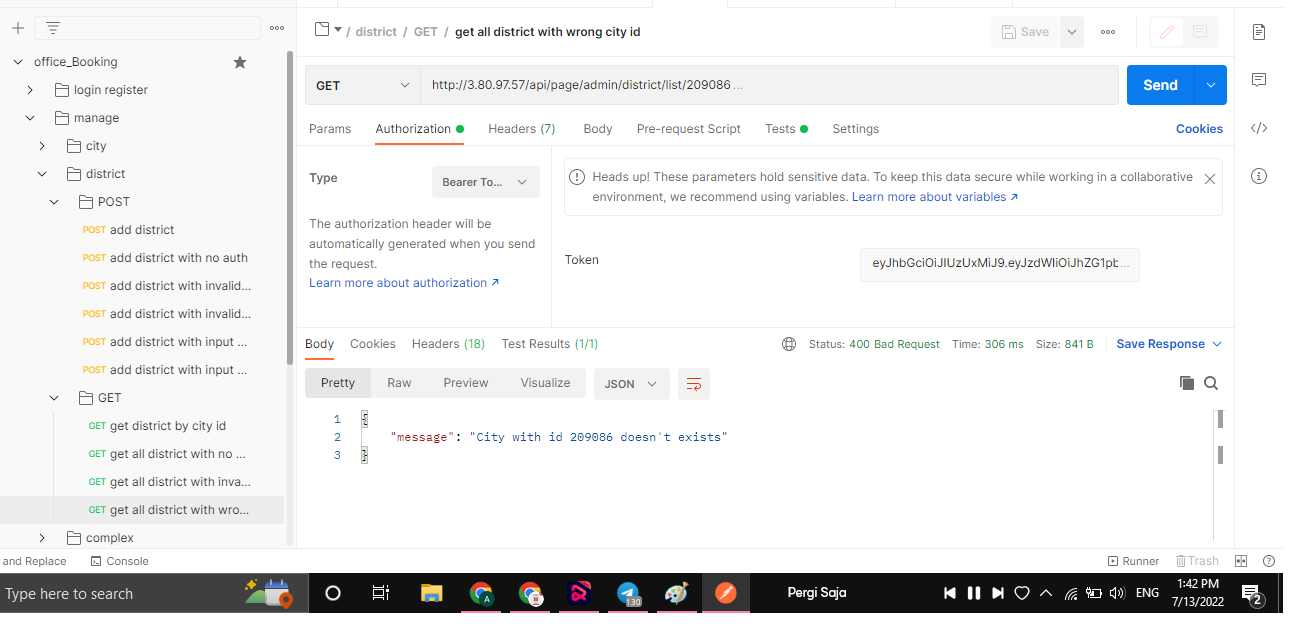 / district / GET / get all district with wrong city id
Save
office_Booking
login register
manage
city
district
POST
POST add district
POST add district with no auth
POST add district with invalid...
POST add district with invalid...
POST add district with input ...
POST add district with input ...
GET
GET get district by city id
GET get all district with no ...
GET get all district with inva...
GET get all district with wro...
complex
GET
http://3.80.97.57/api/page/admin/district/list/209086...
Send
Params
Authorization
Headers (7)
Body
Pre-request Script
Tests
Settings
Cookies
Type
Bearer To...
The authorization header will be
automatically generated when you send
the request.
Learn more about authorization ↗
Heads up! These parameters hold sensitive data. To keep this data secure while working in a collaborative
environment, we recommend using variables. Learn more about variables ↗
Token
eyJhbGciOiJIUzUxMiJ9.eyJzdWIiOiJhZG1pb...
Body
Cookies
Headers (18)
Test Results (1/1)
Status: 400 Bad Request
Time: 306 ms
Size: 841 B
Save Response
Pretty
Raw
Preview
Visualize
JSON
1 {
2 "message": "City with id 209086 doesn't exists"
3 }
and Replace
Console
Runner
Trash
Type here to search
A
130
Pergi Saja
ENG
1:42 PM
7/13/2022
2